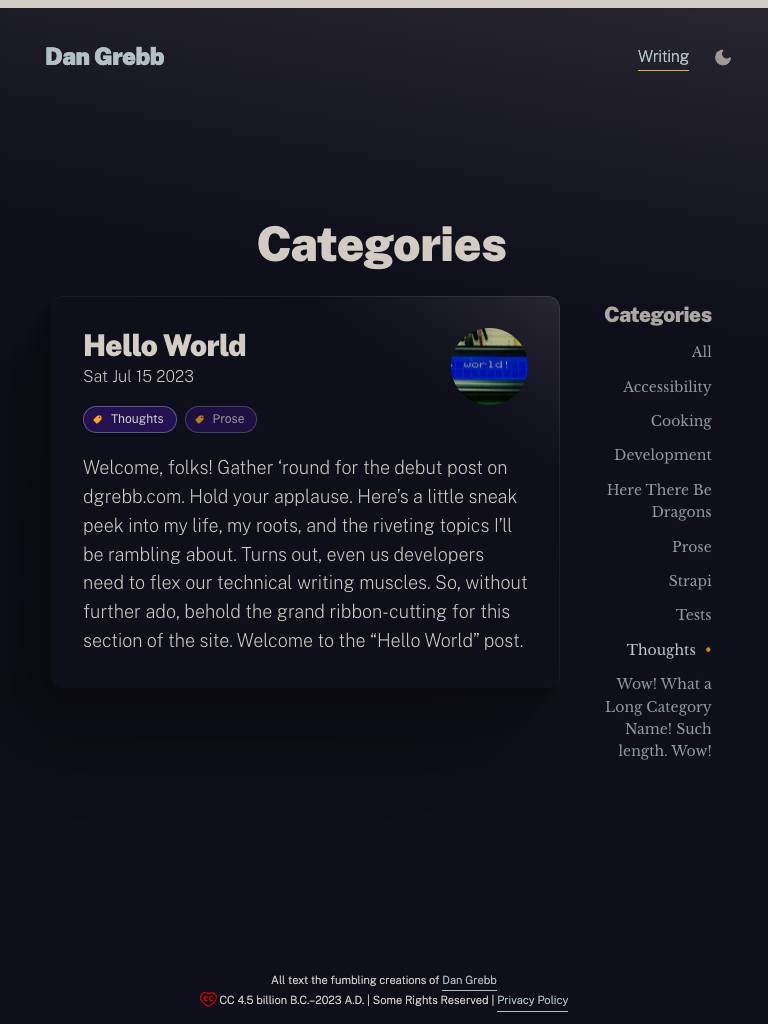 Dan Grebb
Writing
Categories
Hello World
Sat Jul 15 2023
world!
Thoughts
Prose
Welcome, folks! Gather ‘round for the debut post on
dgrebb.com. Hold your applause. Here’s a little sneak
peek into my life, my roots, and the riveting topics I’ll
be rambling about. Turns out, even us developers
need to flex our technical writing muscles. So, without
further ado, behold the grand ribbon-cutting for this
section of the site. Welcome to the “Hello World” post.
Categories
All
Accessibility
Cooking
Development
Here There Be
Dragons
Prose
Strapi
Tests
Thoughts •
Wow! What a
Long Category
Name! Such
length. Wow!
All text the fumbling creations of Dan Grebb
CC CC 4.5 billion B.C.–2023 A.D. | Some Rights Reserved | Privacy Policy